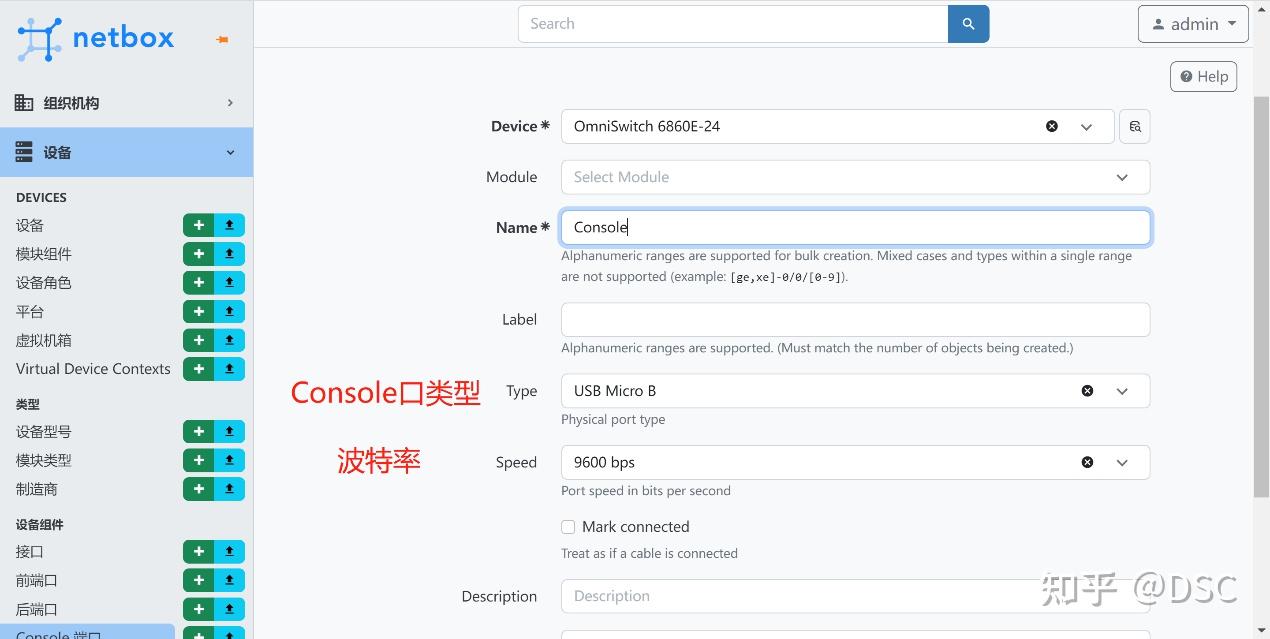 netbox
Search
admin
Help
组织机构
设备
DEVICES
设备
模块组件
设备角色
平台
虚拟机箱
Virtual Device Contexts
类型
设备型号
模块类型
制造商
设备组件
接口
前端口
后端口
Console 端口
Device *
OmniSwitch 6860E-24
Module
Select Module
Name *
Console
Alphanumeric ranges are supported for bulk creation. Mixed cases and types within a single range
are not supported (example: [ge,xe]-0/0/[0-9]).
Label
Alphanumeric ranges are supported. (Must match the number of objects being created.)
Console口类型
Type
USB Micro B
Physical port type
波特率
Speed
9600 bps
Port speed in bits per second
Mark connected
Treat as if a cable is connected
Description
Description
知乎 @DSC